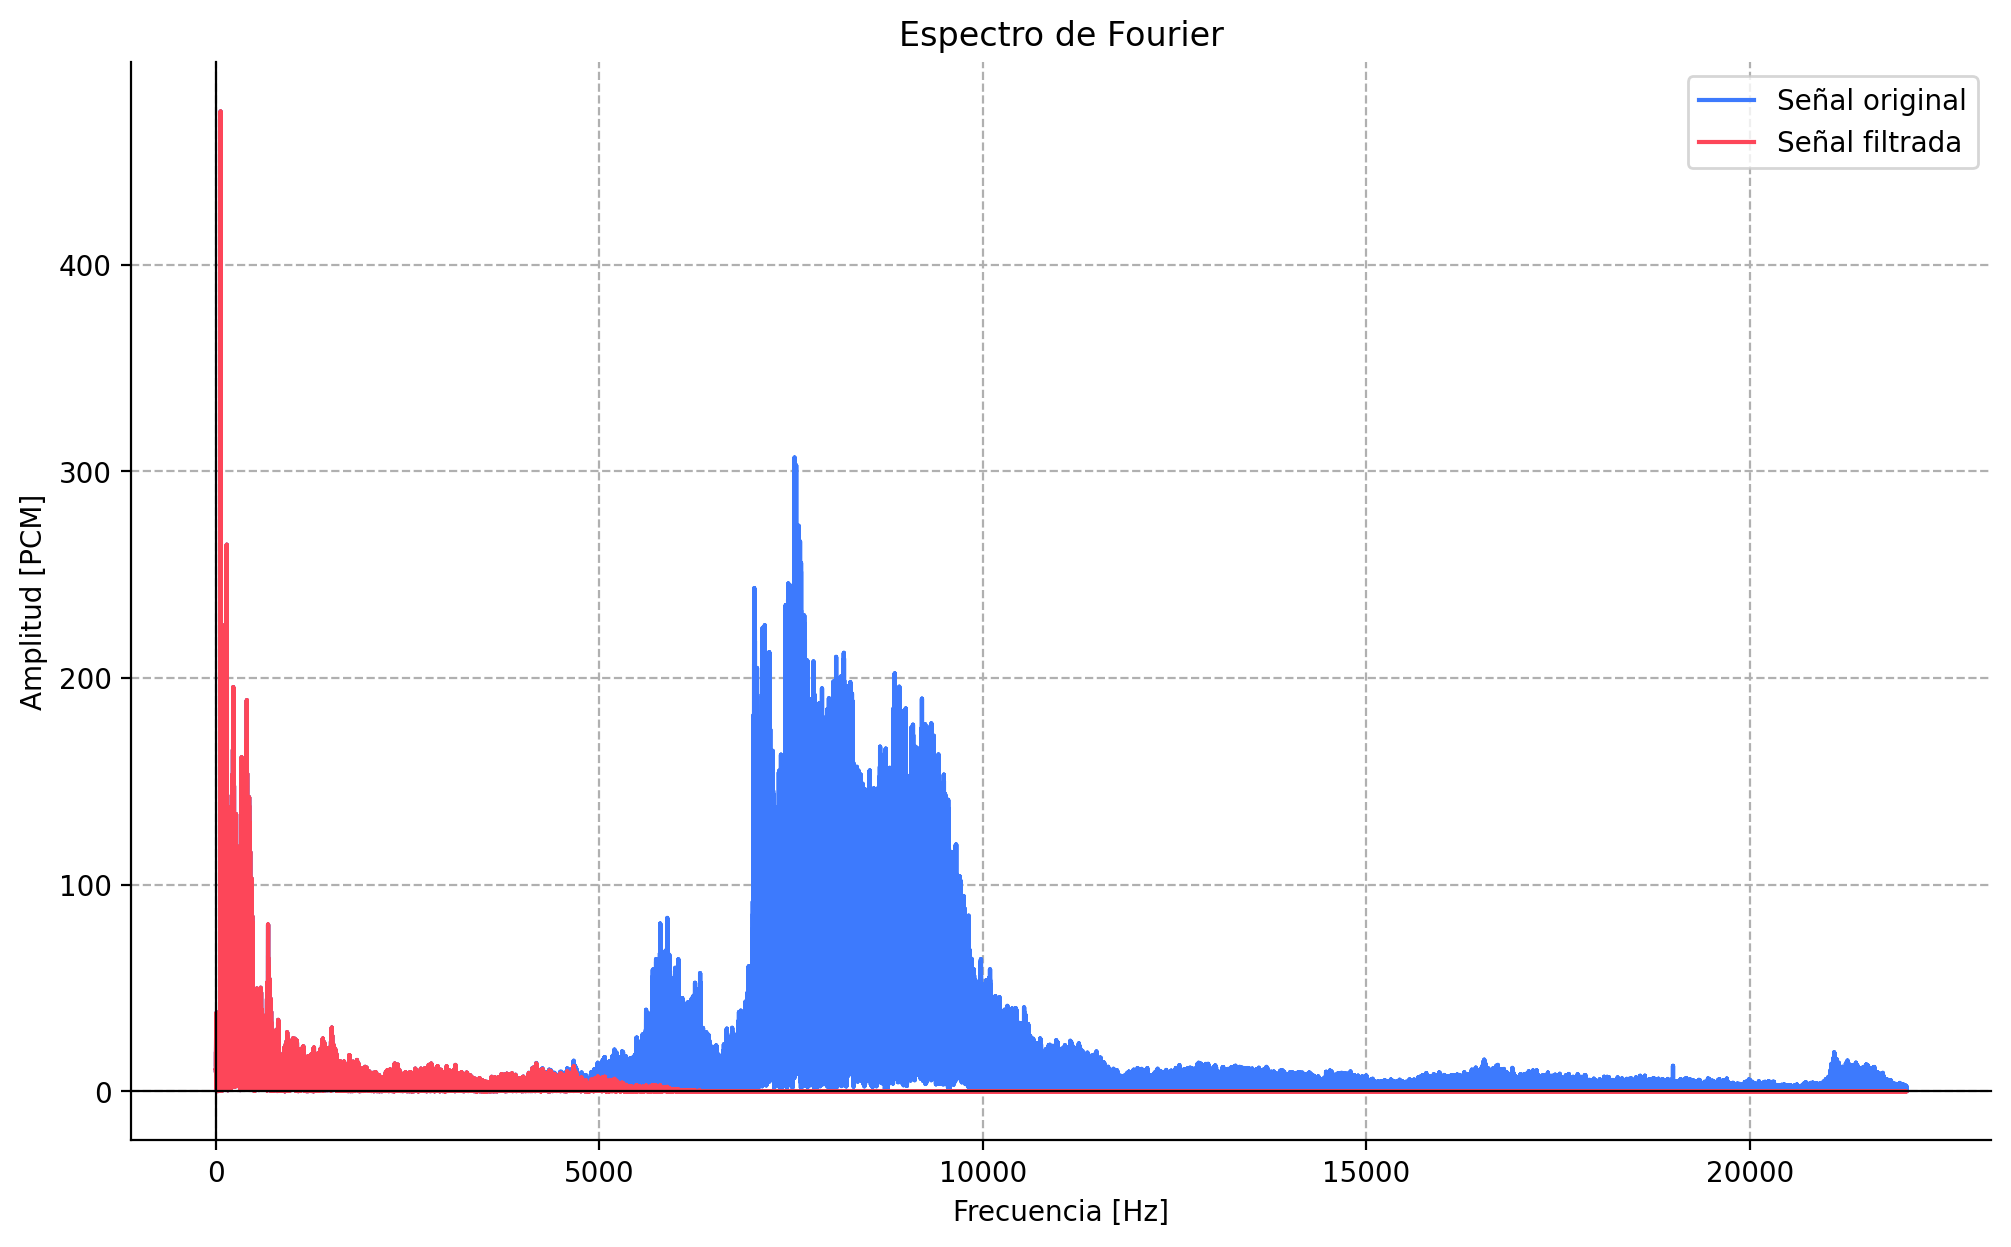 Espectro de Fourier
Señal original
Señal filtrada
400
300
200
100
0
Amplitud [PCM]
0 5000 10000 15000 20000
Frecuencia [Hz]